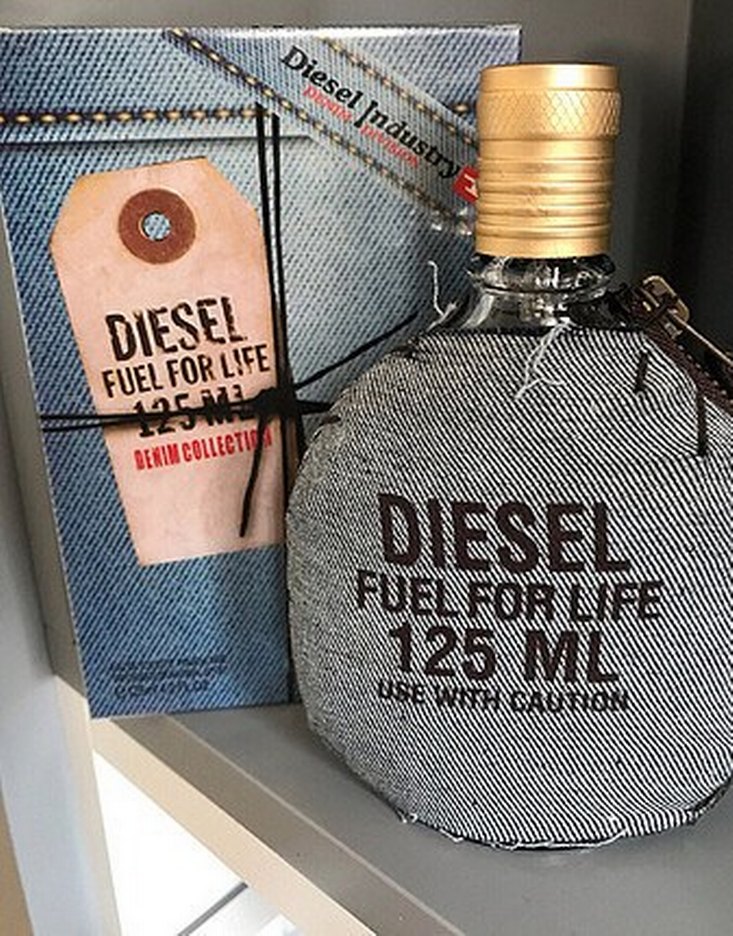 Diesel Industry
DENIM DIVISION
DIESEL
FUEL FOR LIFE
125 ML
DENIM COLLECTION
DIESEL
FUEL FOR LIFE
125 ML
USE WITH CAUTION